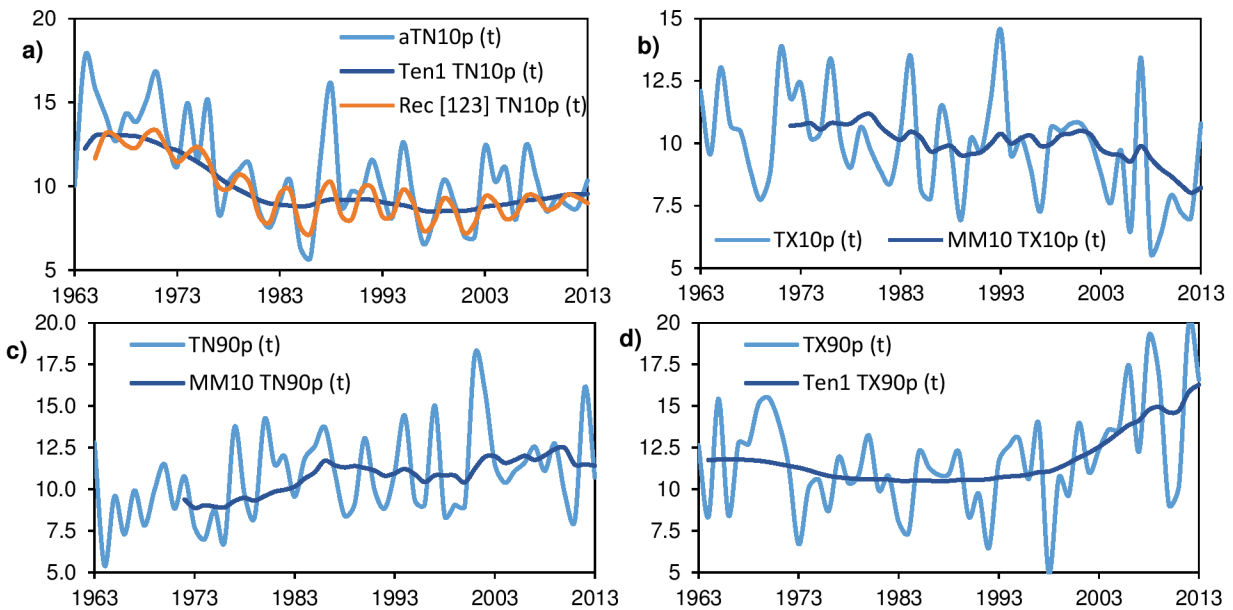 a)
20
15
10
5
aTN10p (t)
Ten1 TN10p (t)
Rec [123] TN10p (t)
1963 1973 1983 1993 2003 2013
b)
15
12.5
10
7.5
5
TX10p (t) MM10 TX10p (t)
1963 1973 1983 1993 2003 2013
c)
20.0
17.5
15.0
12.5
10.0
7.5
5.0
TN90p (t)
MM10 TN90p (t)
1963 1973 1983 1993 2003 2013
d)
20
17.5
15
12.5
10
7.5
5
TX90p (t)
Ten1 TX90p (t)
1963 1973 1983 1993 2003 2013